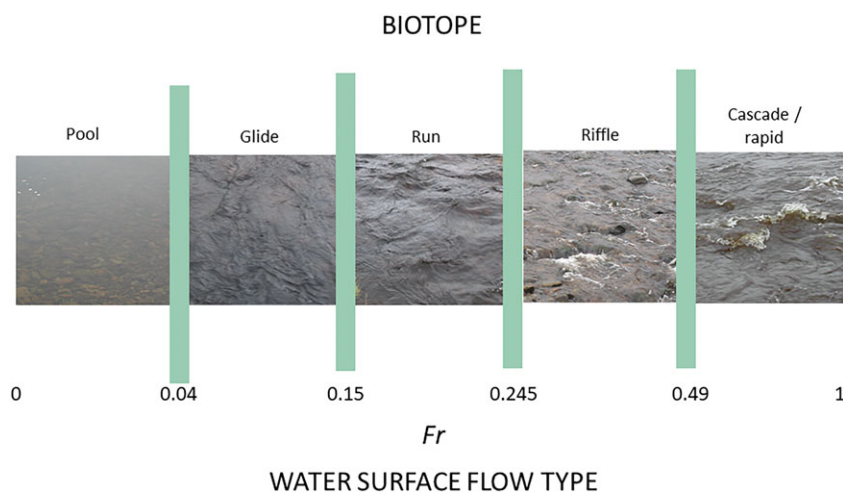 BIOTOPE
Pool
Glide
Run
Riffle
Cascade /
rapid
0
0.04
0.15
0.245
0.49
1
Fr
WATER SURFACE FLOW TYPE